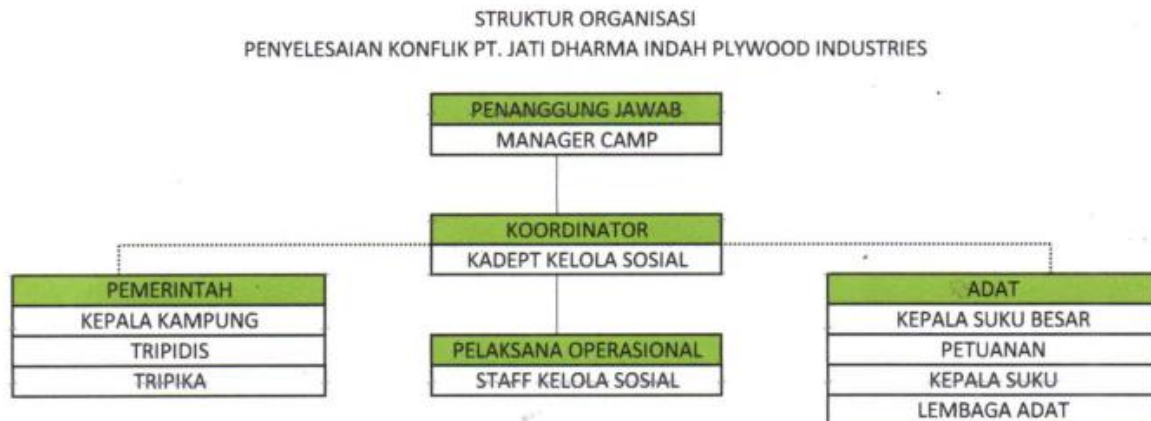 STRUKTUR ORGANISASI
PENYELESAIAN KONFLIK PT. JATI DHARMA INDAH PLYWOOD INDUSTRIES
PENANGGUNG JAWAB
MANAGER CAMP
KOORDINATOR
KADEPT KELOLA SOSIAL
PEMERINTAH
KEPALA KAMPUNG
TRIPIDIS
TRIPIKA
PELAKSANA OPERASIONAL
STAFF KELOLA SOSIAL
ADAT
KEPALA SUKU BESAR
PETUANAN
KEPALA SUKU
LEMBAGA ADAT